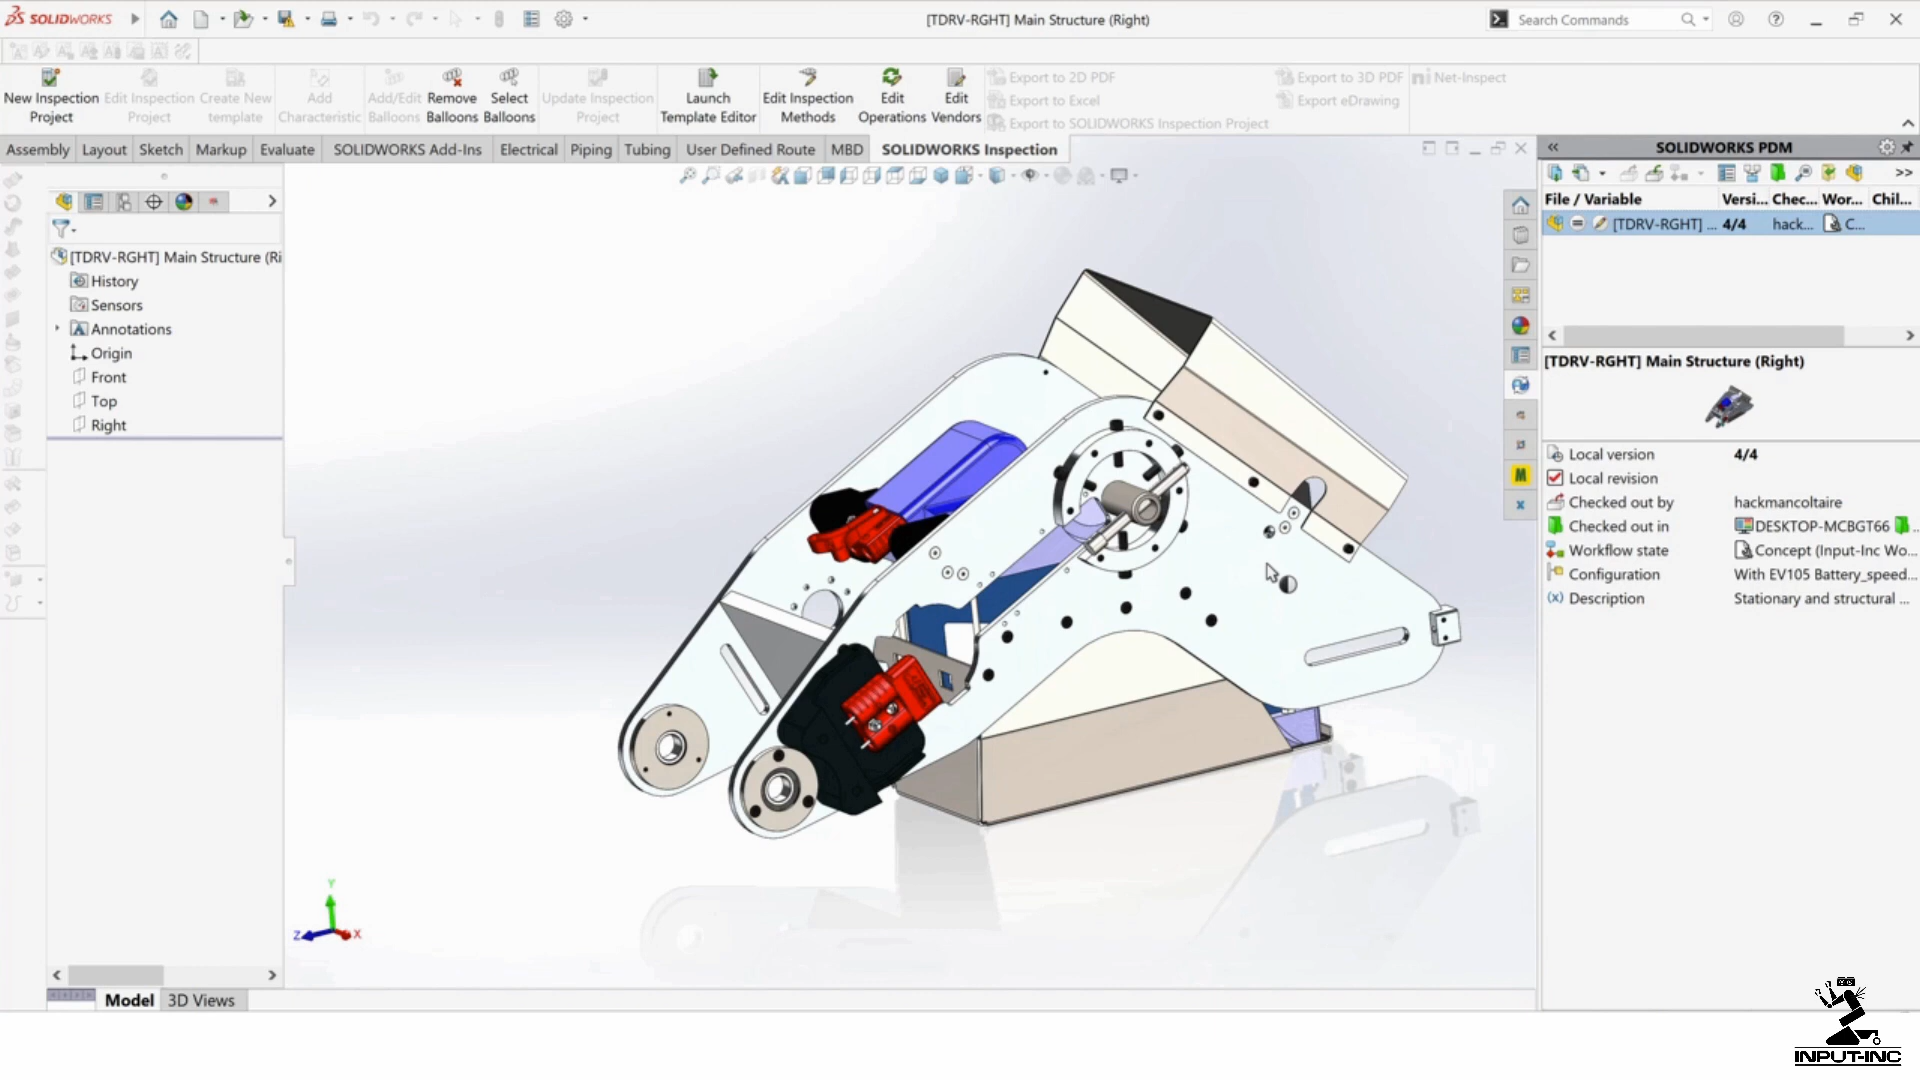 SOLIDWORKS
[TDRV-RGHT] Main Structure (Right)
Search Commands
New Inspection Project
Edit Inspection Project
Create New template
Add Characteristic
Add/Edit Balloons
Remove Balloons
Select Balloons
Update Inspection Project
Launch Template Editor
Edit Inspection Methods
Edit Operations
Edit Vendors
Export to 2D PDF
Export to Excel
Export to SOLIDWORKS Inspection Project
Export to 3D PDF
Export eDrawing
Net-Inspect
Assembly Layout Sketch Markup Evaluate SOLIDWORKS Add-Ins Electrical Piping Tubing User Defined Route MBD SOLIDWORKS Inspection
[TDRV-RGHT] Main Structure (Ri
History
Sensors
Annotations
Origin
Front
Top
Right
Y
Z
X
Model 3D Views
SOLIDWORKS PDM
>>
File / Variable Versi... Chec... Wor... Chil...
[TDRV-RGHT] ... 4/4 hack... C...
[TDRV-RGHT] Main Structure (Right)
Local version 4/4
Local revision
Checked out by hackmancoltaire
Checked out in DESKTOP-MCBGT66 ...
Workflow state Concept (Input-Inc Wo...
Configuration With EV105 Battery_speed...
Description Stationary and structural ...
INPUT-INC